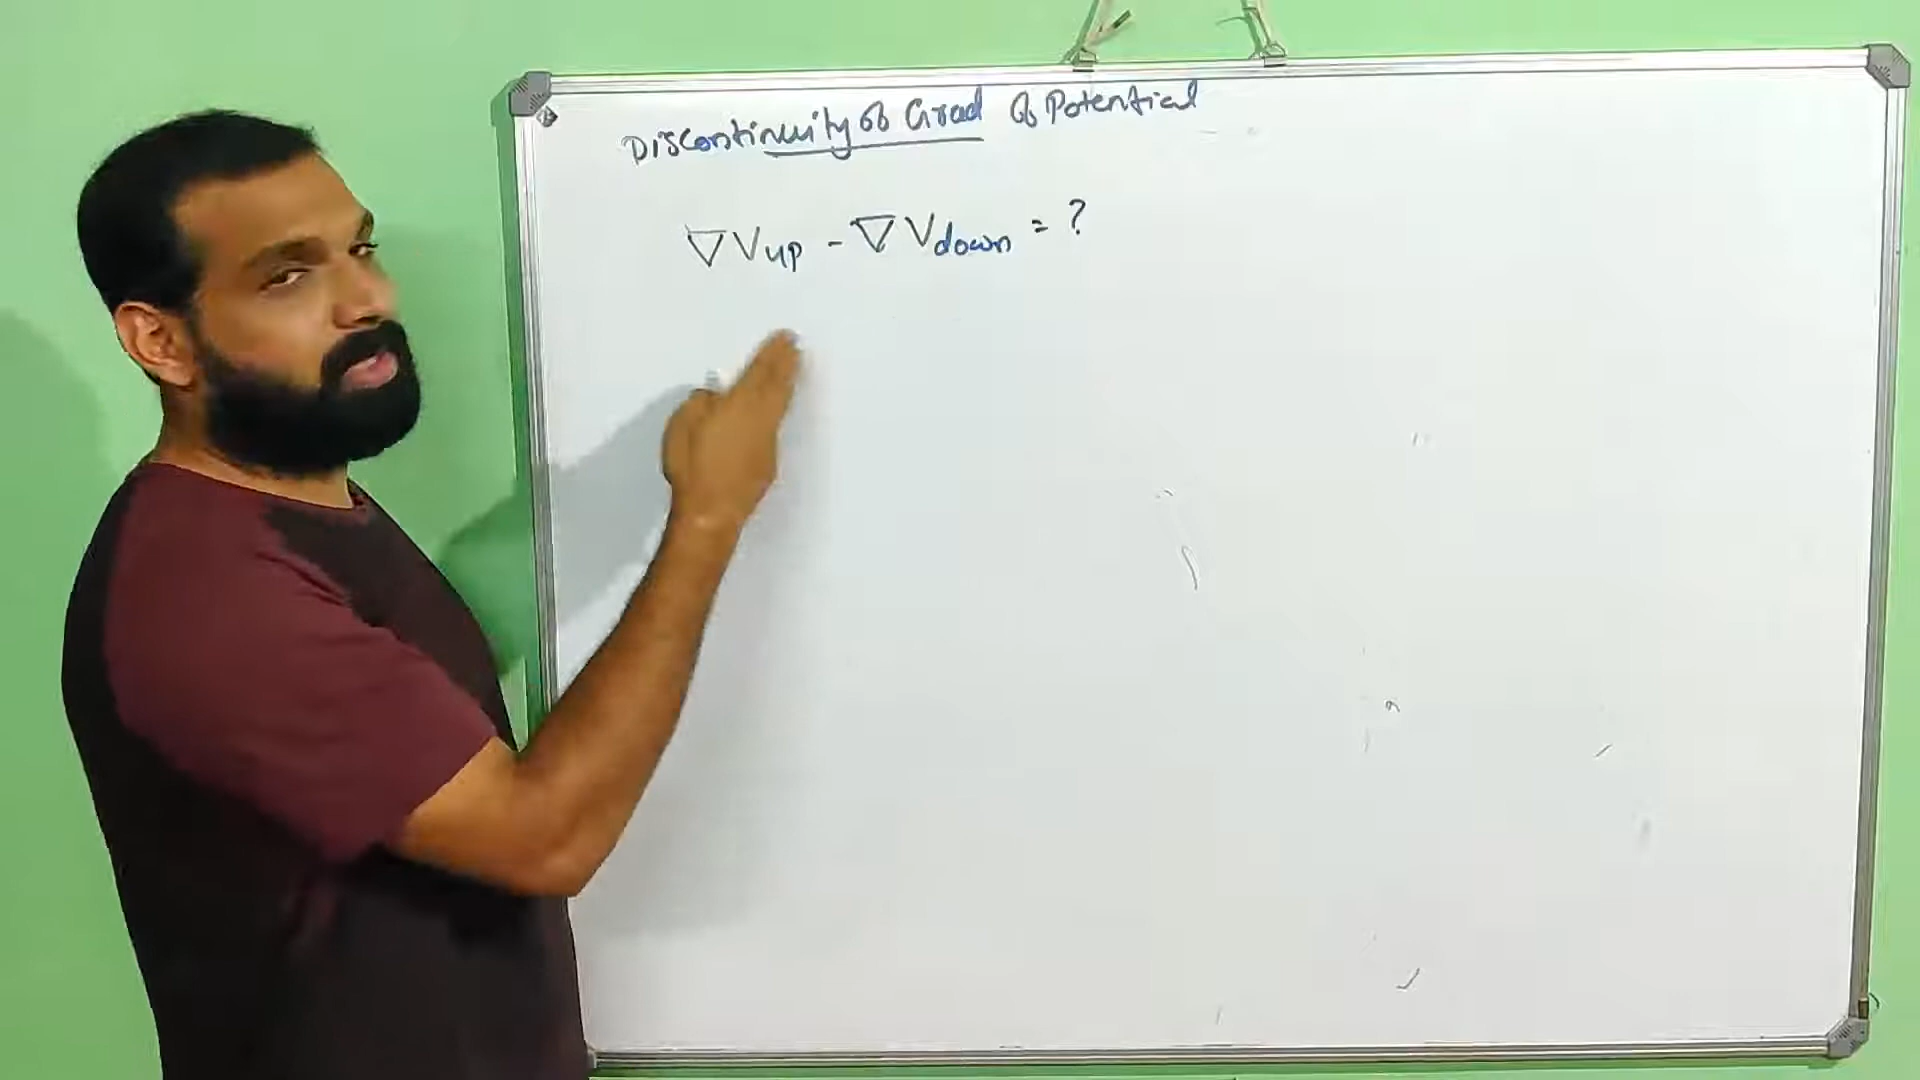 Discontinuity of Grad of Potential
∇Vup - ∇Vdown = ?